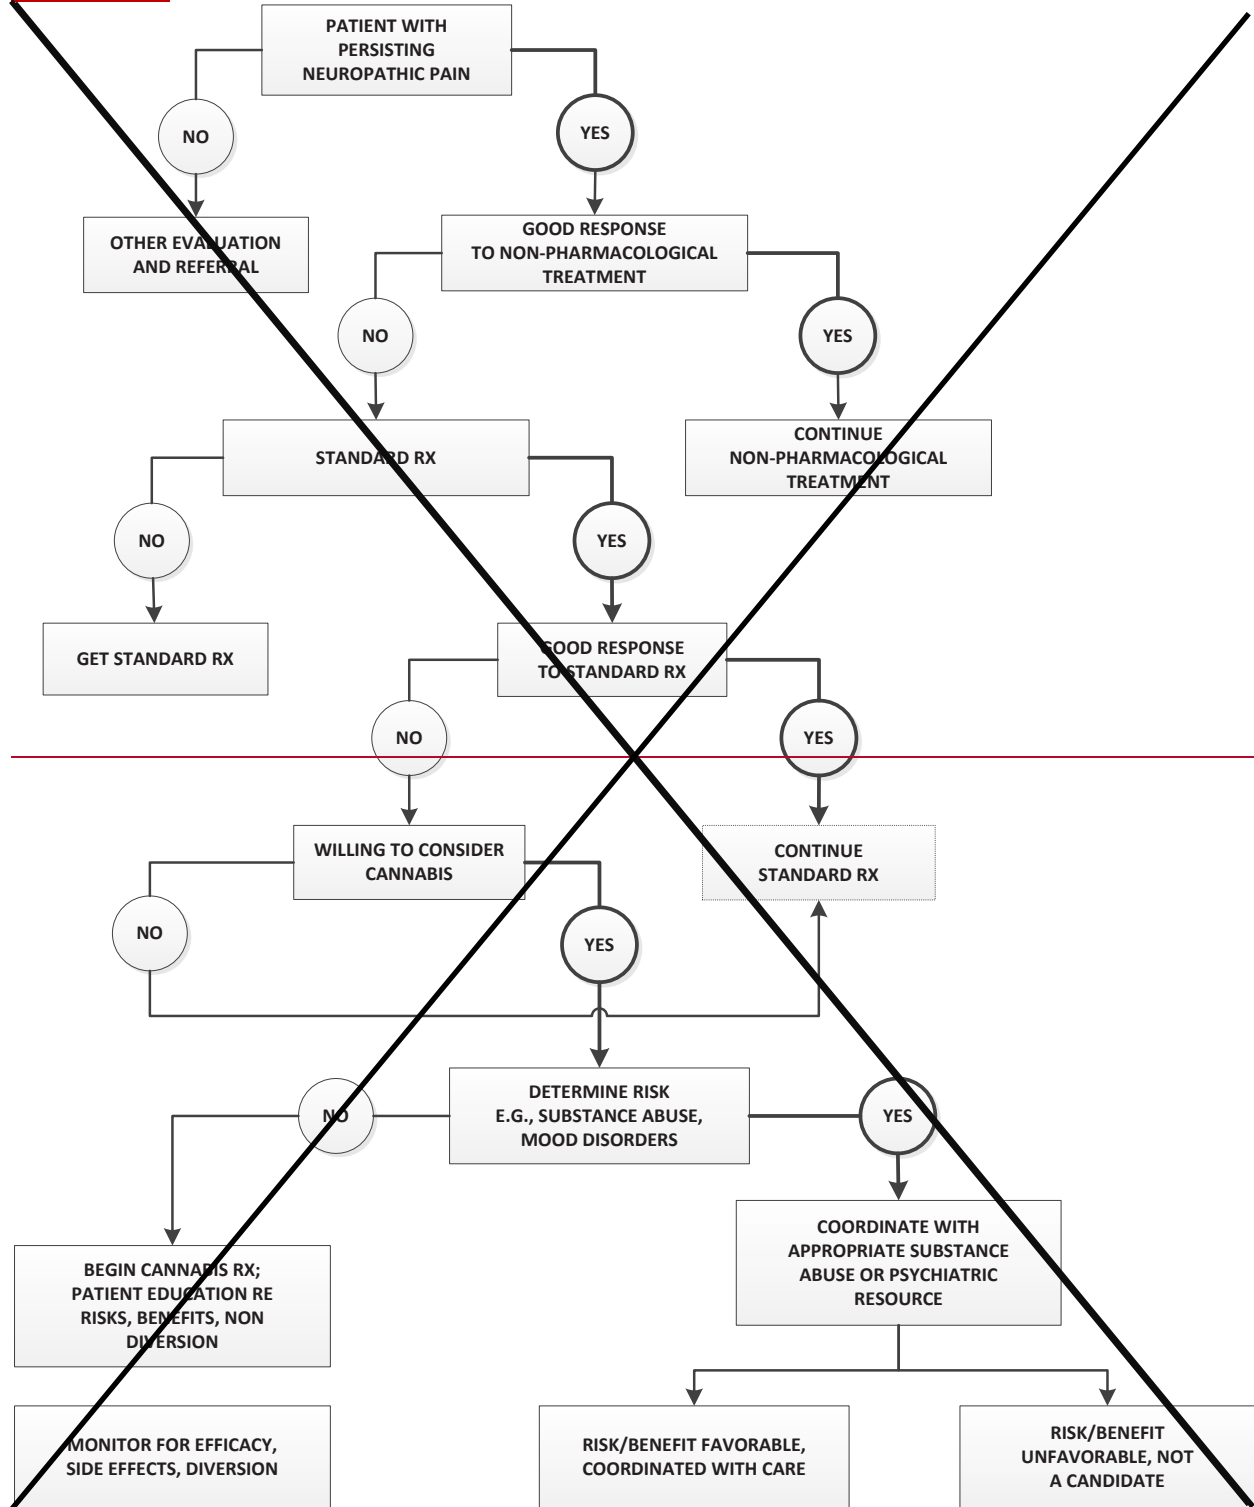 PATIENT WITH
PERSISTING
NEUROPATHIC PAIN
NO
YES
OTHER EVALUATION
AND REFERRAL
GOOD RESPONSE
TO NON-PHARMACOLOGICAL
TREATMENT
NO
YES
STANDARD RX
CONTINUE
NON-PHARMACOLOGICAL
TREATMENT
NO
YES
GET STANDARD RX
GOOD RESPONSE
TO STANDARD RX
NO
YES
WILLING TO CONSIDER
CANNABIS
CONTINUE
STANDARD RX
NO
YES
DETERMINE RISK
E.G., SUBSTANCE ABUSE,
MOOD DISORDERS
NO
YES
COORDINATE WITH
APPROPRIATE SUBSTANCE
ABUSE OR PSYCHIATRIC
RESOURCE
BEGIN CANNABIS RX;
PATIENT EDUCATION RE
RISKS, BENEFITS, NON
DIVERSION
MONITOR FOR EFFICACY,
SIDE EFFECTS, DIVERSION
RISK/BENEFIT FAVORABLE,
COORDINATED WITH CARE
RISK/BENEFIT
UNFAVORABLE, NOT
A CANDIDATE